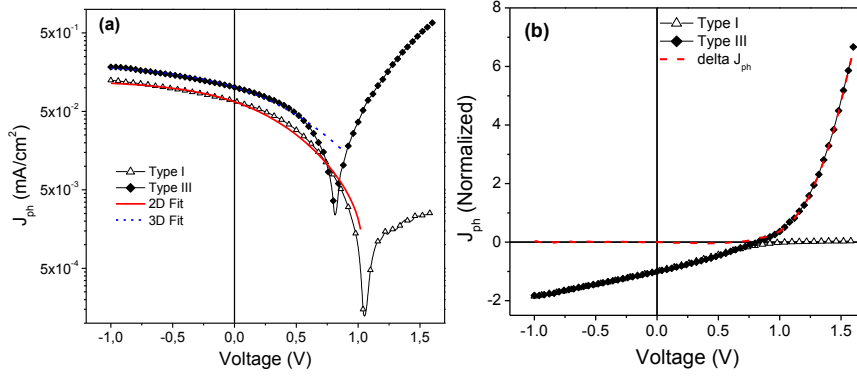 (a)
5x10⁻¹
5x10⁻²
5x10⁻³
5x10⁻⁴
J_ph (mA/cm²)
Type I
Type III
2D Fit
3D Fit
-1,0 -0,5 0,0 0,5 1,0 1,5
Voltage (V)
(b)
Type I
Type III
delta J_ph
8
6
4
2
0
-2
J_ph (Normalized)
-1.0 -0.5 0.0 0.5 1.0 1.5
Voltage (V)